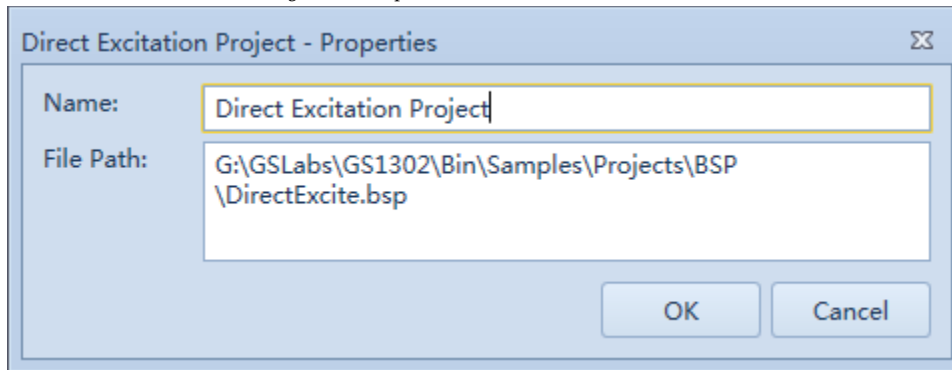 Direct Excitation Project - Properties
Name:
Direct Excitation Project
File Path:
G:\GSLabs\GS1302\Bin\Samples\Projects\BSP
\DirectExcite.bsp
OK
Cancel